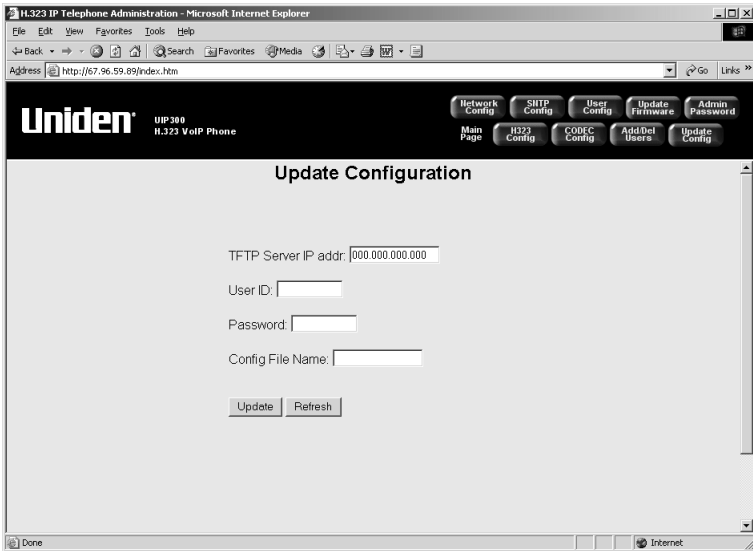 H.323 IP Telephone Administration - Microsoft Internet Explorer
File Edit View Favorites Tools Help
Back Search Favorites Media
Address http://67.96.59.89/index.htm Go Links »
Uniden
UIP300
H.323 VoIP Phone
Network Config SNTP Config User Config Update Firmware Admin Password
Main Page H323 Config CODEC Config Add/Del Users Update Config
Update Configuration
TFTP Server IP addr: 000.000.000.000
User ID:
Password:
Config File Name:
Update Refresh
Done Internet